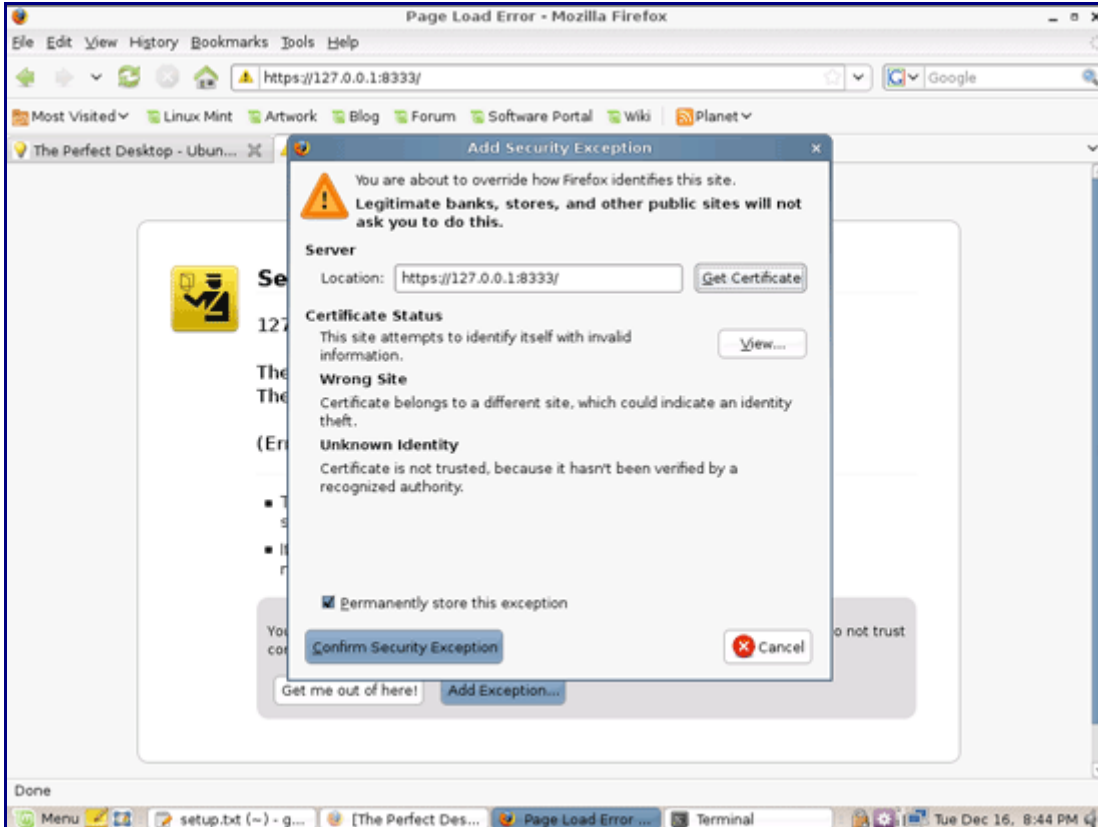 Page Load Error - Mozilla Firefox
File Edit View History Bookmarks Tools Help
https://127.0.0.1:8333/
Google
Most Visited Linux Mint Artwork Blog Forum Software Portal Wiki Planet
The Perfect Desktop - Ubun...
Add Security Exception
You are about to override how Firefox identifies this site.
Legitimate banks, stores, and other public sites will not
ask you to do this.
Server
Location: https://127.0.0.1:8333/ Get Certificate
Certificate Status
This site attempts to identify itself with invalid
information.
View...
Wrong Site
Certificate belongs to a different site, which could indicate an identity
theft.
Unknown Identity
Certificate is not trusted, because it hasn't been verified by a
recognized authority.
Permanently store this exception
Confirm Security Exception Cancel
Se
127
The
The
(Err
You
o not trust
con
Get me out of here! Add Exception...
Done
Menu setup.txt (~) - g... [The Perfect Des... Page Load Error ... Terminal Tue Dec 16, 8:44 PM